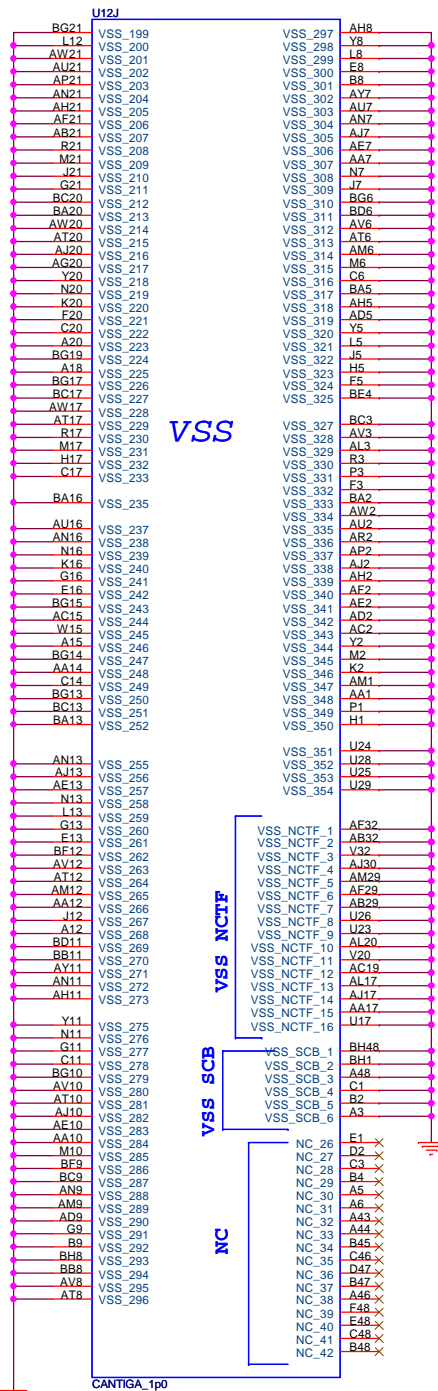 U12J
BG21 VSS_199
L12 VSS_200
AW21 VSS_201
AU21 VSS_202
AP21 VSS_203
AN21 VSS_204
AH21 VSS_205
AF21 VSS_206
AB21 VSS_207
R21 VSS_208
M21 VSS_209
J21 VSS_210
G21 VSS_211
BC20 VSS_212
BA20 VSS_213
AW20 VSS_214
AT20 VSS_215
AJ20 VSS_216
AG20 VSS_217
Y20 VSS_218
N20 VSS_219
K20 VSS_220
F20 VSS_221
C20 VSS_222
A20 VSS_223
BG19 VSS_224
A18 VSS_225
BG17 VSS_226
BC17 VSS_227
AW17 VSS_228
AT17 VSS_229
R17 VSS_230
M17 VSS_231
H17 VSS_232
C17 VSS_233
BA16 VSS_235
AU16 VSS_237
AN16 VSS_238
N16 VSS_239
K16 VSS_240
G16 VSS_241
E16 VSS_242
BG15 VSS_243
AC15 VSS_244
W15 VSS_245
A15 VSS_246
BG14 VSS_247
AA14 VSS_248
C14 VSS_249
BG13 VSS_250
BC13 VSS_251
BA13 VSS_252
AN13 VSS_255
AJ13 VSS_256
AE13 VSS_257
N13 VSS_258
L13 VSS_259
G13 VSS_260
E13 VSS_261
BF12 VSS_262
AV12 VSS_263
AT12 VSS_264
AM12 VSS_265
AA12 VSS_266
J12 VSS_267
A12 VSS_268
BD11 VSS_269
BB11 VSS_270
AY11 VSS_271
AN11 VSS_272
AH11 VSS_273
Y11 VSS_275
N11 VSS_276
G11 VSS_277
C11 VSS_278
BG10 VSS_279
AV10 VSS_280
AT10 VSS_281
AJ10 VSS_282
AE10 VSS_283
AA10 VSS_284
M10 VSS_285
BF9 VSS_286
BC9 VSS_287
AN9 VSS_288
AM9 VSS_289
AD9 VSS_290
G9 VSS_291
B9 VSS_292
BH8 VSS_293
BB8 VSS_294
AV8 VSS_295
AT8 VSS_296
VSS
VSS_297 AH8
VSS_298 Y8
VSS_299 L8
VSS_300 E8
VSS_301 B8
VSS_302 AY7
VSS_303 AU7
VSS_304 AN7
VSS_305 AJ7
VSS_306 AE7
VSS_307 AA7
VSS_308 N7
VSS_309 J7
VSS_310 BG6
VSS_311 BD6
VSS_312 AV6
VSS_313 AT6
VSS_314 AM6
VSS_315 M6
VSS_316 C6
VSS_317 BA5
VSS_318 AH5
VSS_319 AD5
VSS_320 Y5
VSS_321 L5
VSS_322 J5
VSS_323 H5
VSS_324 F5
VSS_325 BE4
VSS_327 BC3
VSS_328 AV3
VSS_329 AL3
VSS_330 R3
VSS_331 P3
VSS_332 F3
VSS_333 BA2
VSS_334 AW2
VSS_335 AU2
VSS_336 AR2
VSS_337 AP2
VSS_338 AJ2
VSS_339 AH2
VSS_340 AF2
VSS_341 AE2
VSS_342 AD2
VSS_343 AC2
VSS_344 Y2
VSS_345 M2
VSS_346 K2
VSS_347 AM1
VSS_348 AA1
VSS_349 P1
VSS_350 H1
VSS_351 U24
VSS_352 U28
VSS_353 U25
VSS_354 U29
VSS NCTF
VSS_NCTF_1 AF32
VSS_NCTF_2 AB32
VSS_NCTF_3 V32
VSS_NCTF_4 AJ30
VSS_NCTF_5 AM29
VSS_NCTF_6 AF29
VSS_NCTF_7 AB29
VSS_NCTF_8 U26
VSS_NCTF_9 U23
VSS_NCTF_10 AL20
VSS_NCTF_11 V20
VSS_NCTF_12 AC19
VSS_NCTF_13 AL17
VSS_NCTF_14 AJ17
VSS_NCTF_15 AA17
VSS_NCTF_16 U17
VSS SCB
VSS_SCB_1 BH48
VSS_SCB_2 BH1
VSS_SCB_3 A48
VSS_SCB_4 C1
VSS_SCB_5 B2
VSS_SCB_6 A3
NC
NC_26 E1
NC_27 D2
NC_28 C3
NC_29 B4
NC_30 A5
NC_31 A6
NC_32 A43
NC_33 A44
NC_34 B45
NC_35 C46
NC_36 D47
NC_37 B47
NC_38 A46
NC_39 F48
NC_40 E48
NC_41 C48
NC_42 B48
CANTIGA_1p0